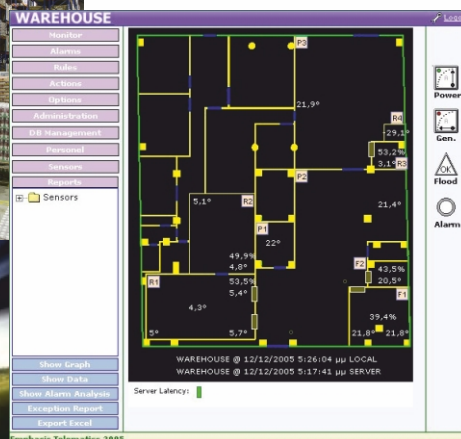 WAREHOUSE
Monitor
Alarms
Rules
Actions
Options
Administration
DB Management
Personel
Sensors
Reports
Sensors
Show Graph
Show Data
Show Alarm Analysis
Exception Report
Export Excel
P3
21,9°
R4
29,1°
53,2%
3,1°
R3
P2
5,1°
R2
21,4°
P1
22°
49,9%
4,8°
F2
43,5%
20,5°
R1
53,5%
5,4°
F1
4,3°
39,4%
5°
5,7°
21,8°
21,8°
WAREHOUSE @ 12/12/2005 5:26:04 μμ LOCAL
WAREHOUSE @ 12/12/2005 5:17:41 μμ SERVER
Server Latency:
Power
Gen.
OK
Flood
Alarm
Telematics 2005